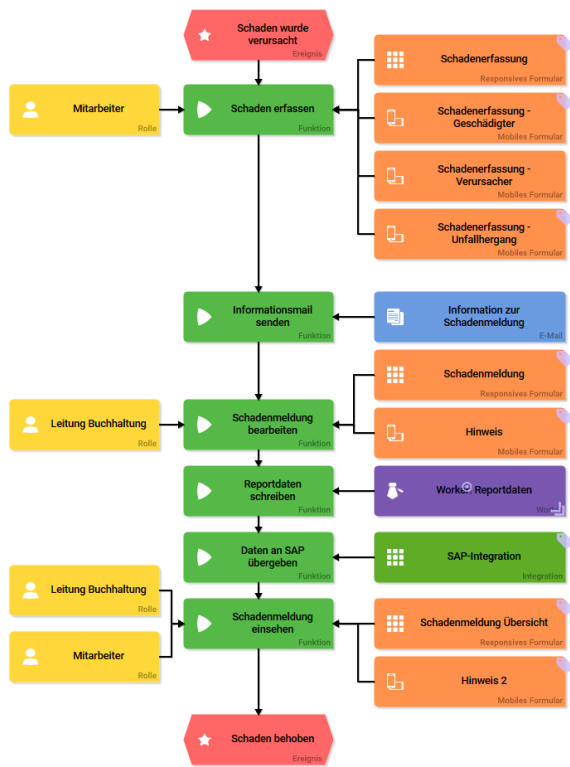 Schaden wurde
verursacht
Ereignis
Schadenerfassung
Responsives Formular
Mitarbeiter
Rolle
Schaden erfassen
Funktion
Schadenerfassung -
Geschädigter
Mobiles Formular
Schadenerfassung -
Verursacher
Mobiles Formular
Schadenerfassung -
Unfallhergang
Mobiles Formular
Informationsmail
senden
Funktion
Information zur
Schadenmeldung
E-Mail
Schadenmeldung
Responsives Formular
Leitung Buchhaltung
Rolle
Schadenmeldung
bearbeiten
Funktion
Hinweis
Mobiles Formular
Reportdaten
schreiben
Funktion
Reportdaten
Daten an SAP
übergeben
Funktion
SAP-Integration
Integration
Leitung Buchhaltung
Rolle
Schadenmeldung
einsehen
Funktion
Schadenmeldung Übersicht
Responsives Formular
Mitarbeiter
Rolle
Hinweis 2
Mobiles Formular
Schaden behoben
Ereignis